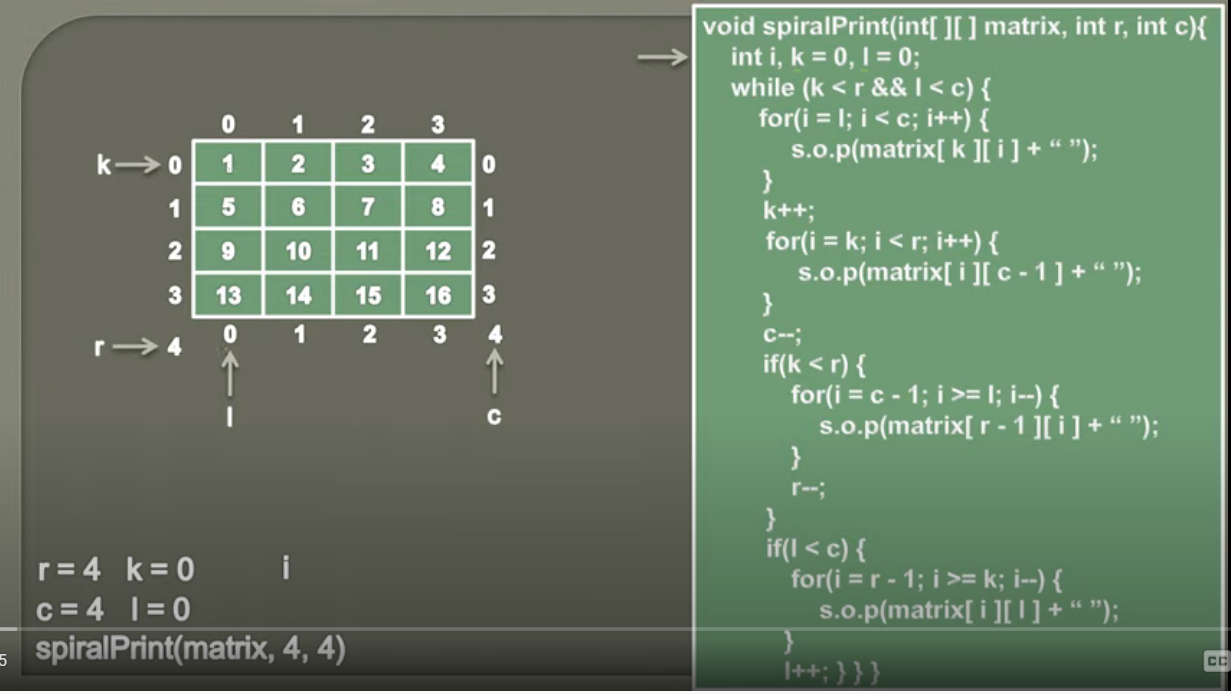 0 1 2 3
k 0 1 2 3 4 0
1 5 6 7 8 1
2 9 10 11 12 2
3 13 14 15 16 3
0 1 2 3 4
r 4
l c
r = 4 k = 0 i
c = 4 l = 0
spiralPrint(matrix, 4, 4)
5
void spiralPrint(int[ ][ ] matrix, int r, int c){
int i, k = 0, l = 0;
while (k < r && l < c) {
for(i = l; i < c; i++) {
s.o.p(matrix[ k ][ i ] + “ ”);
}
k++;
for(i = k; i < r; i++) {
s.o.p(matrix[ i ][ c - 1 ] + “ ”);
}
c--;
if(k < r) {
for(i = c - 1; i >= l; i--) {
s.o.p(matrix[ r - 1 ][ i ] + “ ”);
}
r--;
}
if(l < c) {
for(i = r - 1; i >= k; i--) {
s.o.p(matrix[ i ][ l ] + “ ”);
}
l++; } } }
CC